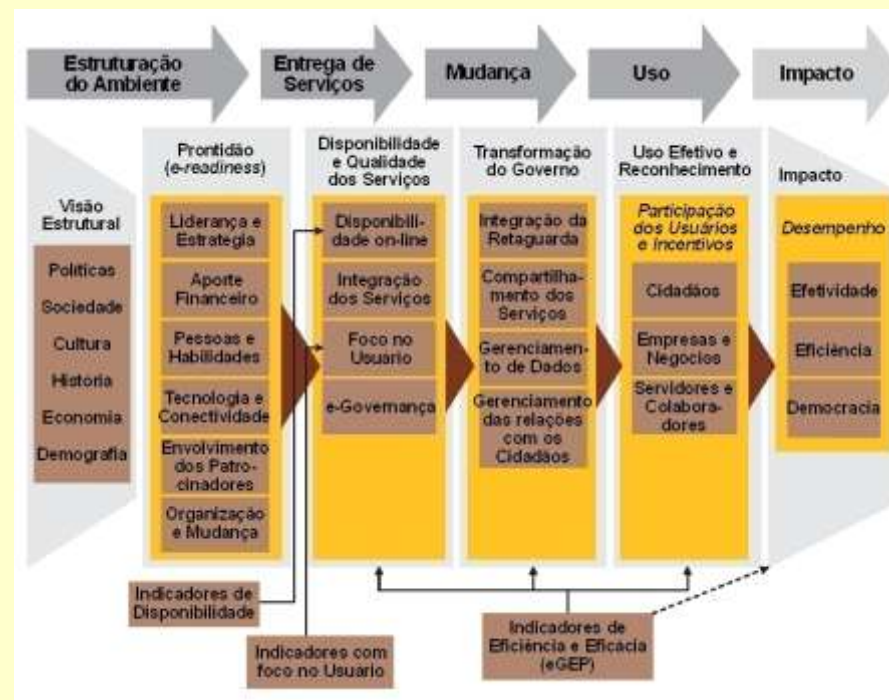 Estruturação
do Ambiente
Entrega de
Serviços
Mudança
Uso
Impacto
Visão
Estrutural
Políticas
Sociedade
Cultura
História
Economia
Demografia
Prontidão
(e-readiness)
Liderança e
Estrategia
Aporte
Financeiro
Pessoas e
Habilidades
Tecnologia e
Conectividade
Envolvimento
dos Patro-
cinadores
Organização
e Mudança
Disponibilidade
e Qualidade
dos Serviços
Disponibili-
dade on-line
Integração
dos Serviços
Foco no
Usuario
e-Governança
Transformação
do Governo
Integração da
Retaguarda
Compartilha-
mento dos
Serviços
Gerenciamen-
to de Dados
Gerenciamento
das relações
com os
Cidadãos
Uso Efetivo e
Reconhecimento
Participação
dos Usuários
e Incentivos
Cidadãos
Empresas e
Negocios
Servidores e
Colabora-
dores
Impacto
Desempenho
Efetividade
Eficiência
Democracia
Indicadores de
Disponibilidade
Indicadores com
foco no Usuario
Indicadores de
Eficiência e Eficácia
(eGEP)